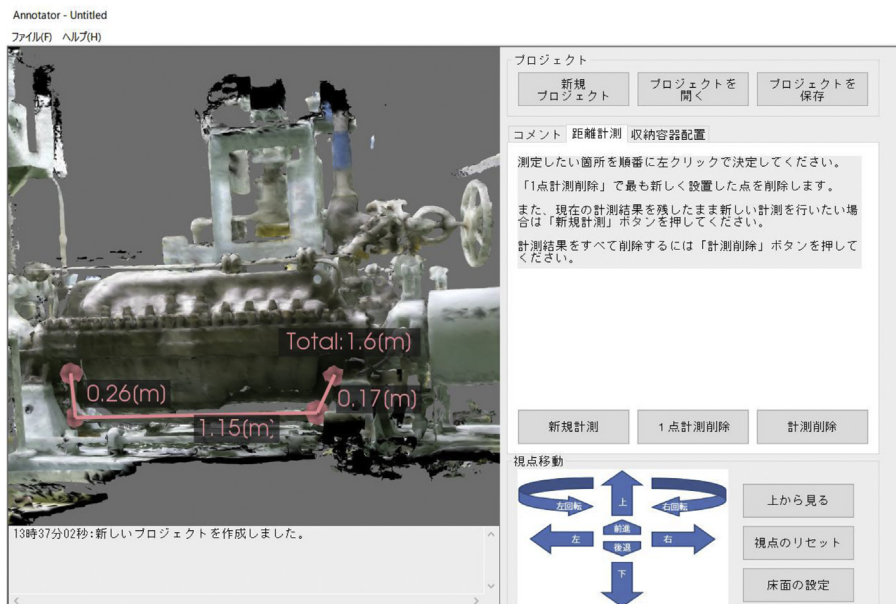 Annotator - Untitled
ファイル(F) ヘルプ(H)
プロジェクト
新規
プロジェクト
プロジェクトを
開く
プロジェクトを
保存
コメント 距離計測 収納容器配置
測定したい箇所を順番に左クリックで決定してください。
「1点計測削除」で最も新しく設置した点を削除します。
また、現在の計測結果を残したまま新しい計測を行いたい場
合は「新規計測」ボタンを押してください。
計測結果をすべて削除するには「計測削除」ボタンを押して
ください。
Total:1.6(m)
0.26(m)
0.17(m)
1.15(m)
新規計測
1点計測削除
計測削除
視点移動
左回転
上
右回転
左
前進
後退
右
下
上から見る
視点のリセット
床面の設定
13時37分02秒:新しいプロジェクトを作成しました。